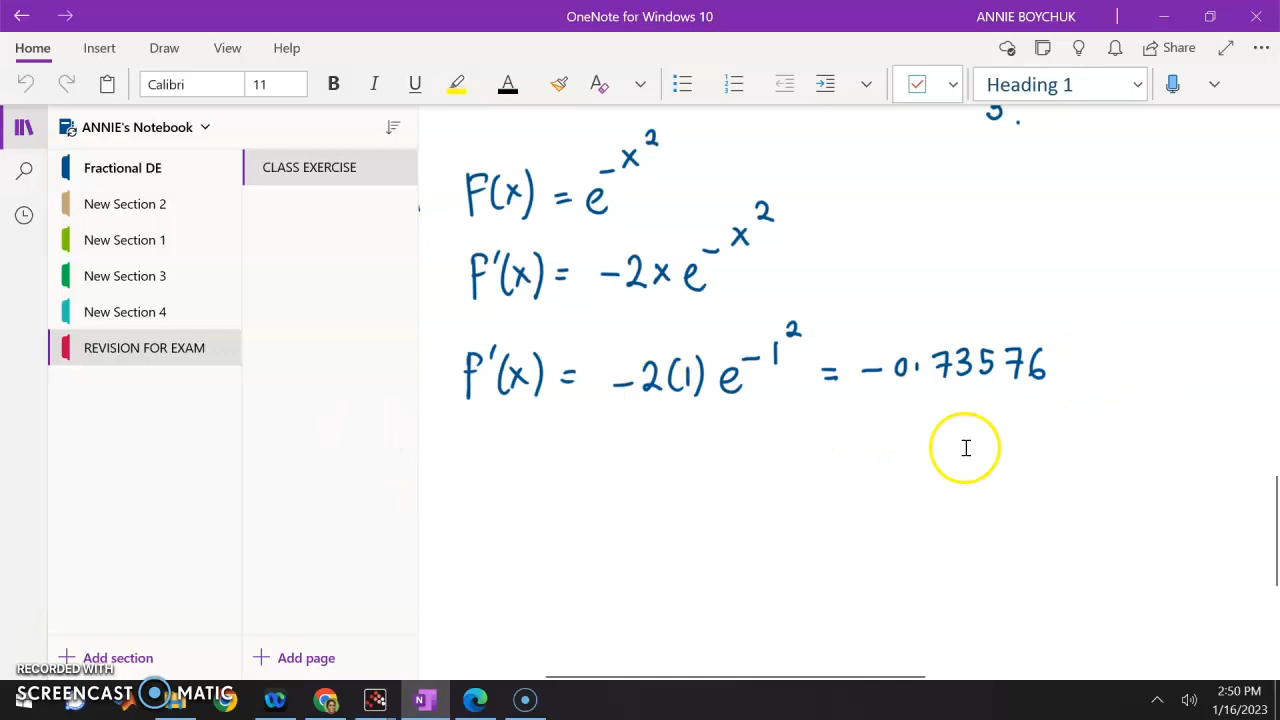 OneNote for Windows 10
ANNIE BOYCHUK
Home Insert Draw View Help
Share
Calibri 11 B I U A Heading 1
ANNIE's Notebook
Fractional DE
CLASS EXERCISE
New Section 2
New Section 1
New Section 3
New Section 4
REVISION FOR EXAM
F(x) = e^-x^2
F'(x) = -2x e^-x^2
f'(x) = -2(1) e^-1^2 = -0.73576
Add section
Add page
RECORDED WITH
SCREENCAST MATIC
2:50 PM
1/16/2023